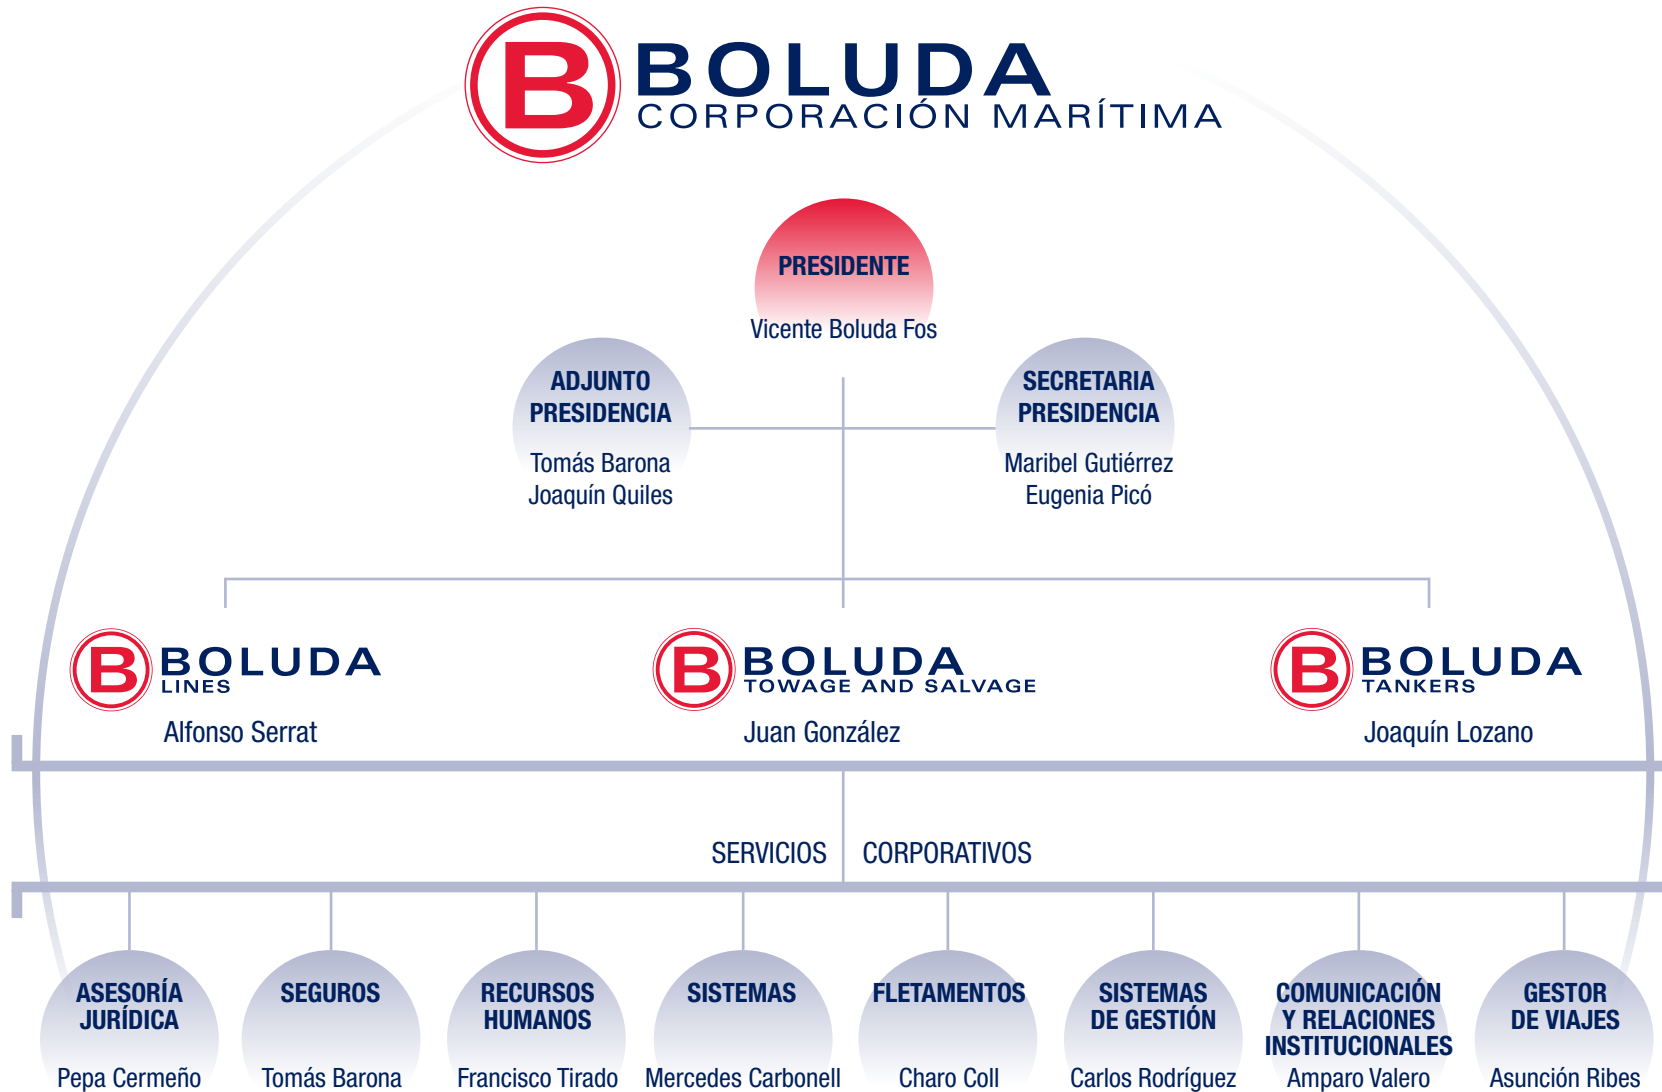 B BOLUDA
CORPORACIÓN MARÍTIMA
PRESIDENTE
Vicente Boluda Fos
ADJUNTO
PRESIDENCIA
Tomás Barona
Joaquín Quiles
SECRETARIA
PRESIDENCIA
Maribel Gutiérrez
Eugenia Picó
B BOLUDA
LINES
Alfonso Serrat
B BOLUDA
TOWAGE AND SALVAGE
Juan González
B BOLUDA
TANKERS
Joaquín Lozano
SERVICIOS CORPORATIVOS
ASESORÍA
JURÍDICA
Pepa Cermeño
SEGUROS
Tomás Barona
RECURSOS
HUMANOS
Francisco Tirado
SISTEMAS
Mercedes Carbonell
FLETAMENTOS
Charo Coll
SISTEMAS
DE GESTIÓN
Carlos Rodríguez
COMUNICACIÓN
Y RELACIONES
INSTITUCIONALES
Amparo Valero
GESTOR
DE VIAJES
Asunción Ribes